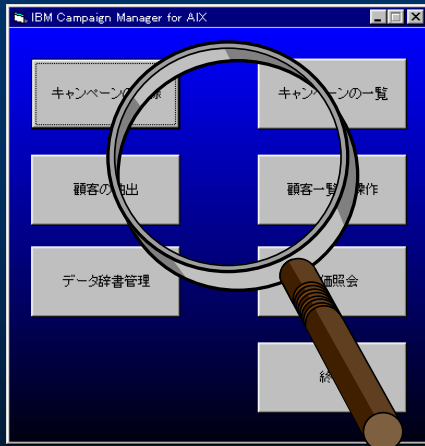 IBM Campaign Manager for AIX
キャンペーンの
キャンペーンの一覧
顧客の 出
顧客一覧 操作
データ辞書管理
価照会
終